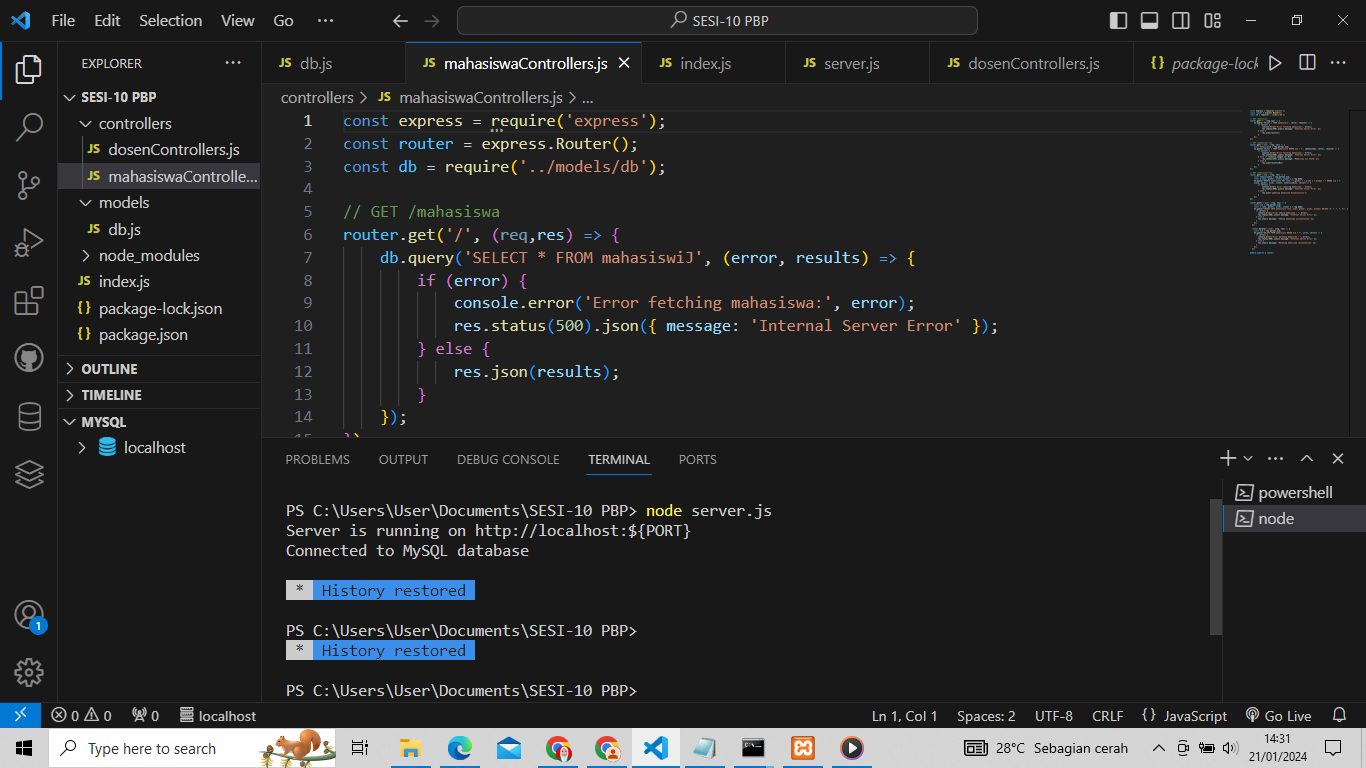 File Edit Selection View Go ··· SESI-10 PBP
EXPLORER ···
SESI-10 PBP
controllers
JS dosenControllers.js
JS mahasiswaControlle...
models
JS db.js
node_modules
JS index.js
{} package-lock.json
{} package.json
OUTLINE
TIMELINE
MYSQL
localhost
1
JS db.js JS mahasiswaControllers.js JS index.js JS server.js JS dosenControllers.js {} package-lock
controllers > JS mahasiswaControllers.js > ...
1 const express = require('express');
2 const router = express.Router();
3 const db = require('../models/db');
4
5 // GET /mahasiswa
6 router.get('/', (req,res) => {
7 db.query('SELECT * FROM mahasiswiJ', (error, results) => {
8 if (error) {
9 console.error('Error fetching mahasiswa:', error);
10 res.status(500).json({ message: 'Internal Server Error' });
11 } else {
12 res.json(results);
13 }
14 });
15 })
PROBLEMS OUTPUT DEBUG CONSOLE TERMINAL PORTS
PS C:\Users\User\Documents\SESI-10 PBP> node server.js
Server is running on http://localhost:${PORT}
Connected to MySQL database
* History restored
PS C:\Users\User\Documents\SESI-10 PBP>
* History restored
PS C:\Users\User\Documents\SESI-10 PBP>
powershell
node
0 0 0 localhost Ln 1, Col 1 Spaces: 2 UTF-8 CRLF {} JavaScript Go Live
Type here to search 28°C Sebagian cerah 14:31
21/01/2024